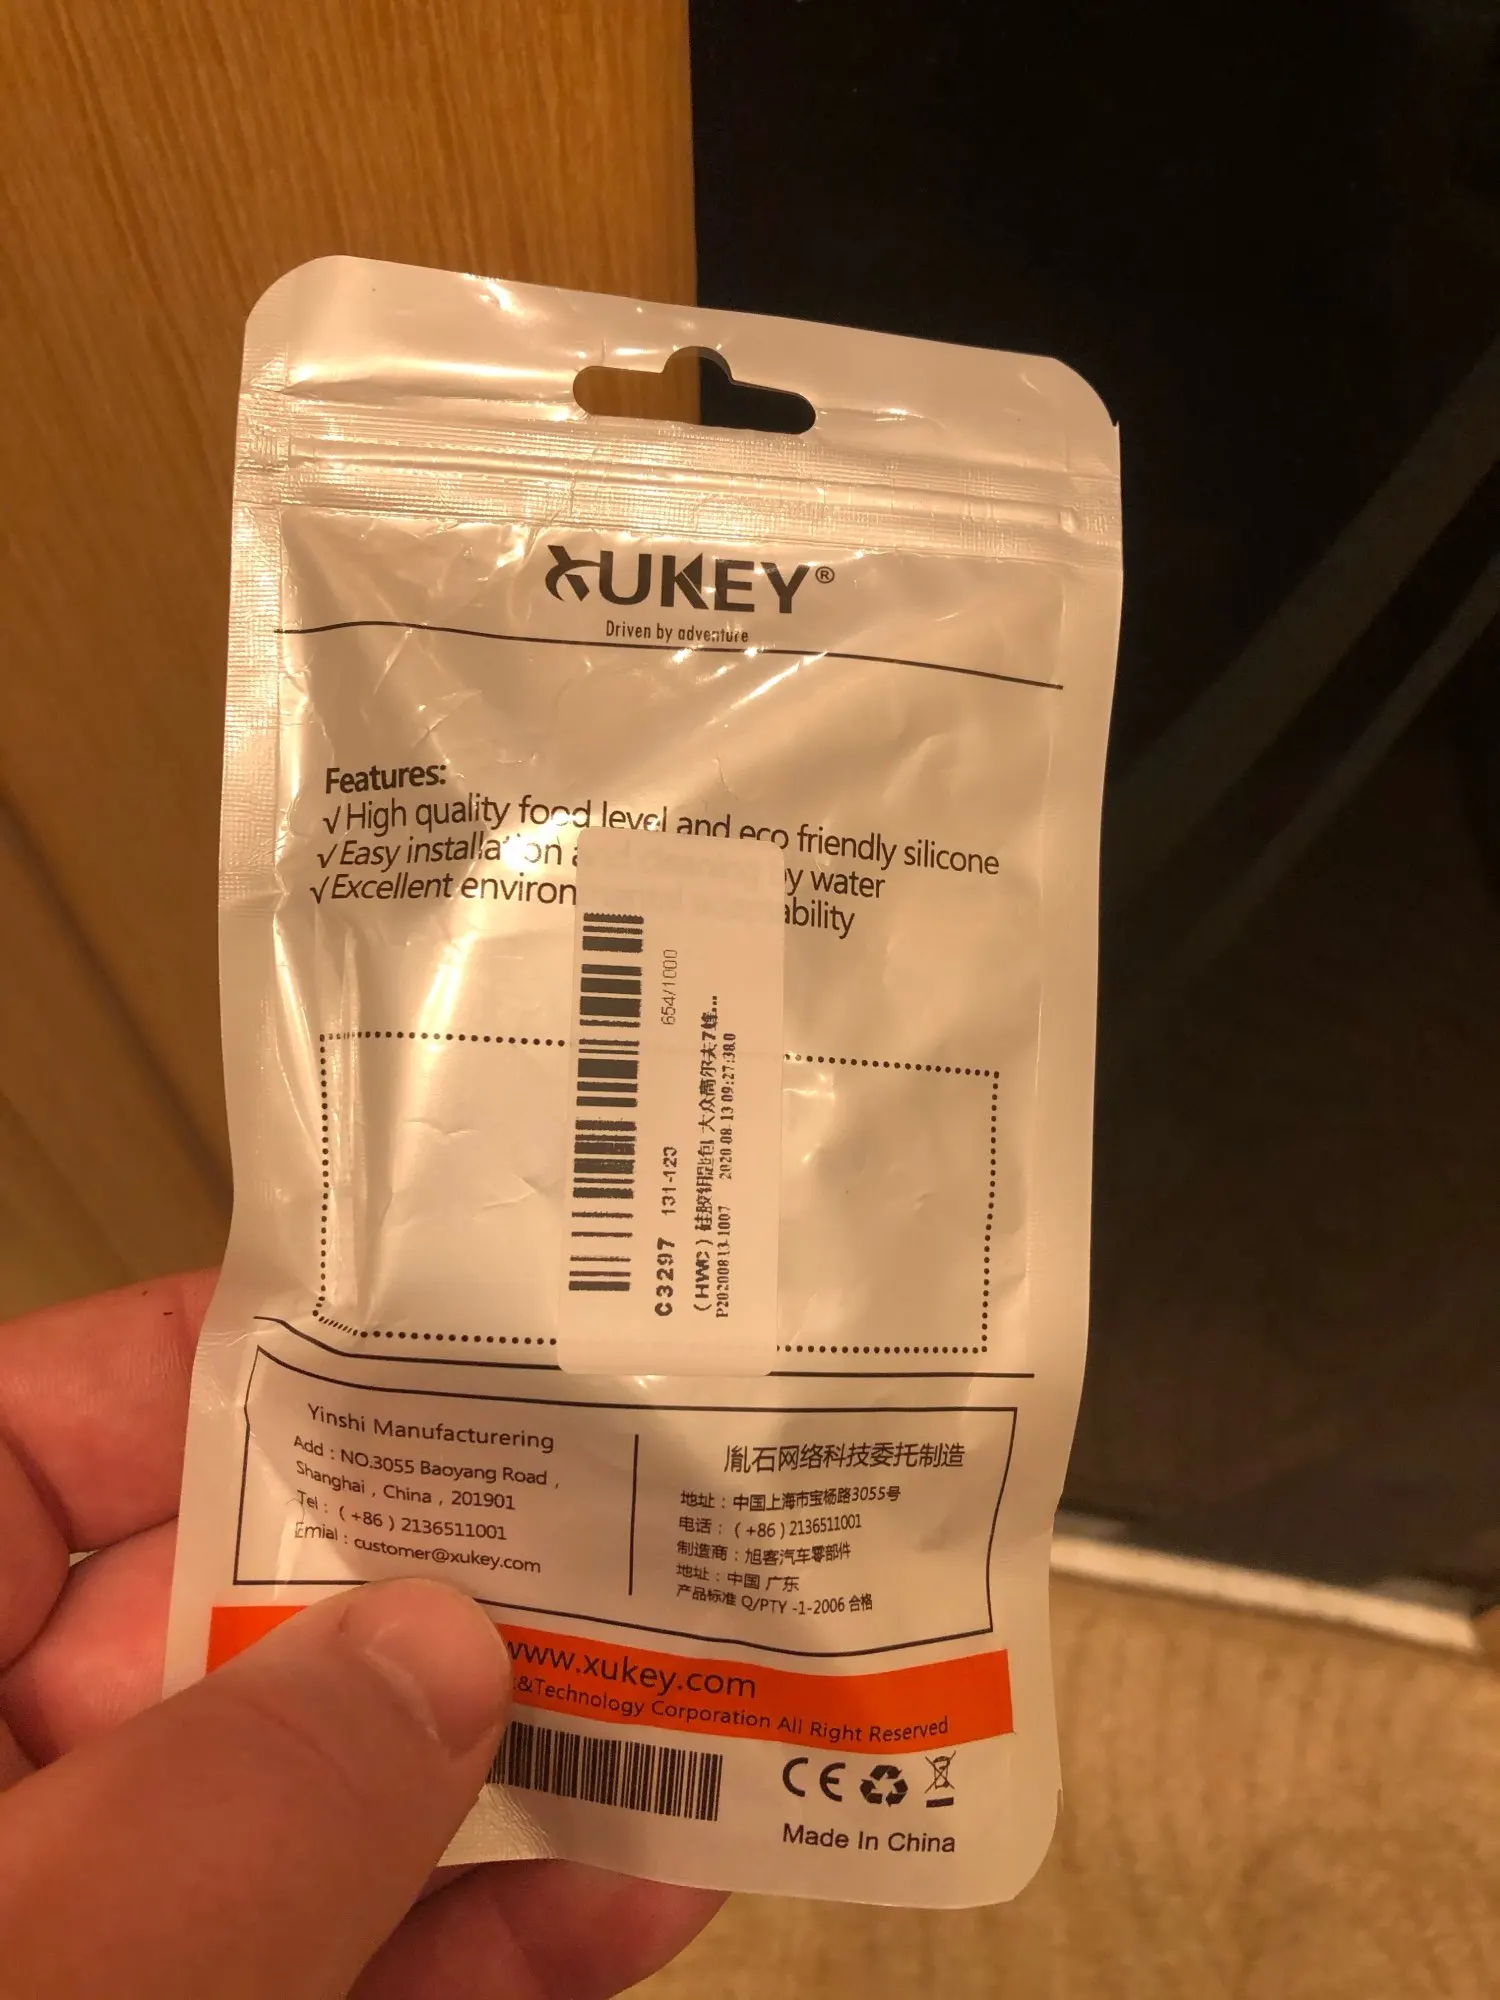 XUKEY®
Driven by adventure
Features:
√High quality food level and eco friendly silicone
√Easy installation by water
√Excellent
654/1000
C3297 131-123
(HWC)硅胶钥匙包 大众高尔夫7蜂...
P20200813-1007 2020-08-13 09:27:38.0
Yinshi Manufacturering
Add : NO.3055 Baoyang Road ,
Shanghai , China , 201901
Tel : ( +86 ) 2136511001
Emial : customer@xukey.com
胤石网络科技委托制造
地址 : 中国上海市宝杨路3055号
电话 : ( +86 ) 2136511001
制造商 : 旭客汽车零部件
地址 : 中国 广东
产品标准 Q/PTY -1-2006 合格
www.xukey.com
&Technology Corporation All Right Reserved
CE
Made In China